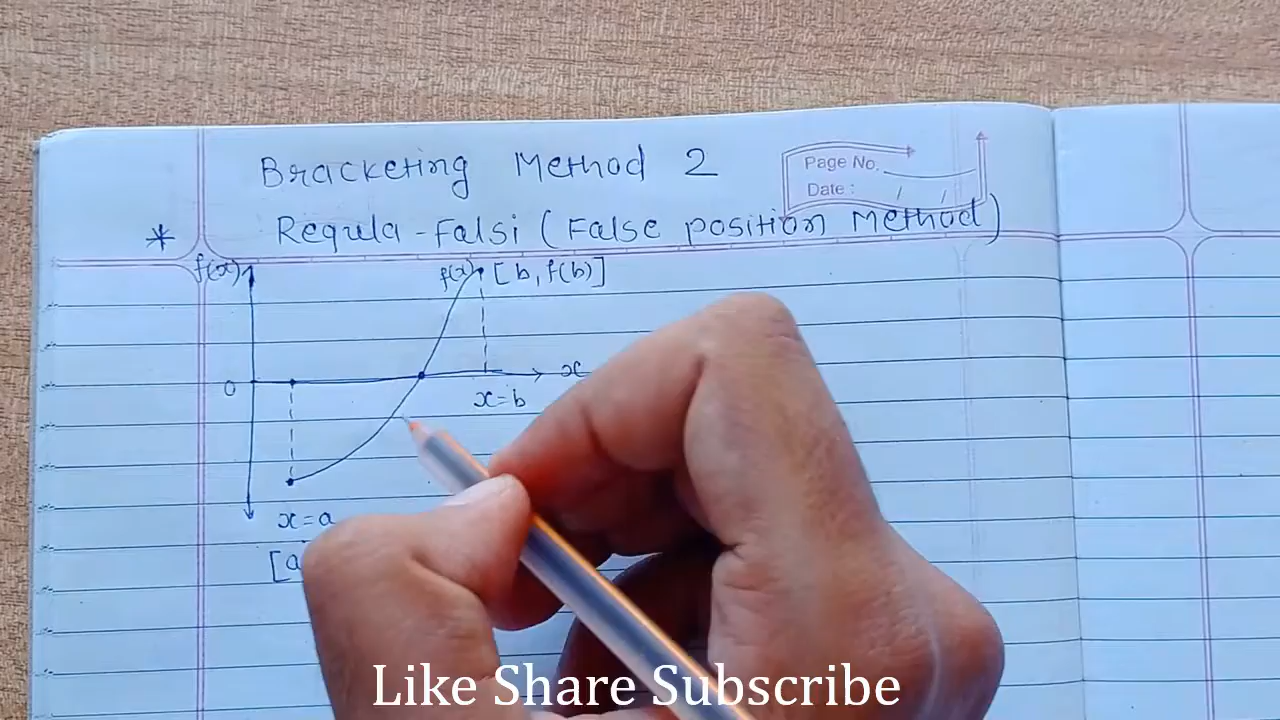 Bracketing Method 2
Page No.
Date : / /
* Regula-Falsi (False position Method)
f(x)
f(x) [b, f(b)]
0
x
x=b
x=a
[a
Like Share Subscribe